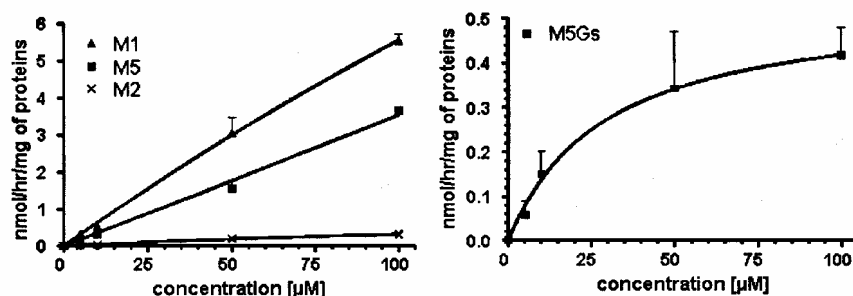 nmol/hr/mg of proteins
6
5
4
3
2
1
0
M1
M5
M2
0 25 50 75 100
concentration [µM]
nmol/hr/mg of proteins
0.5
0.4
0.3
0.2
0.1
0.0
M5Gs
0 25 50 75 100
concentration [µM]